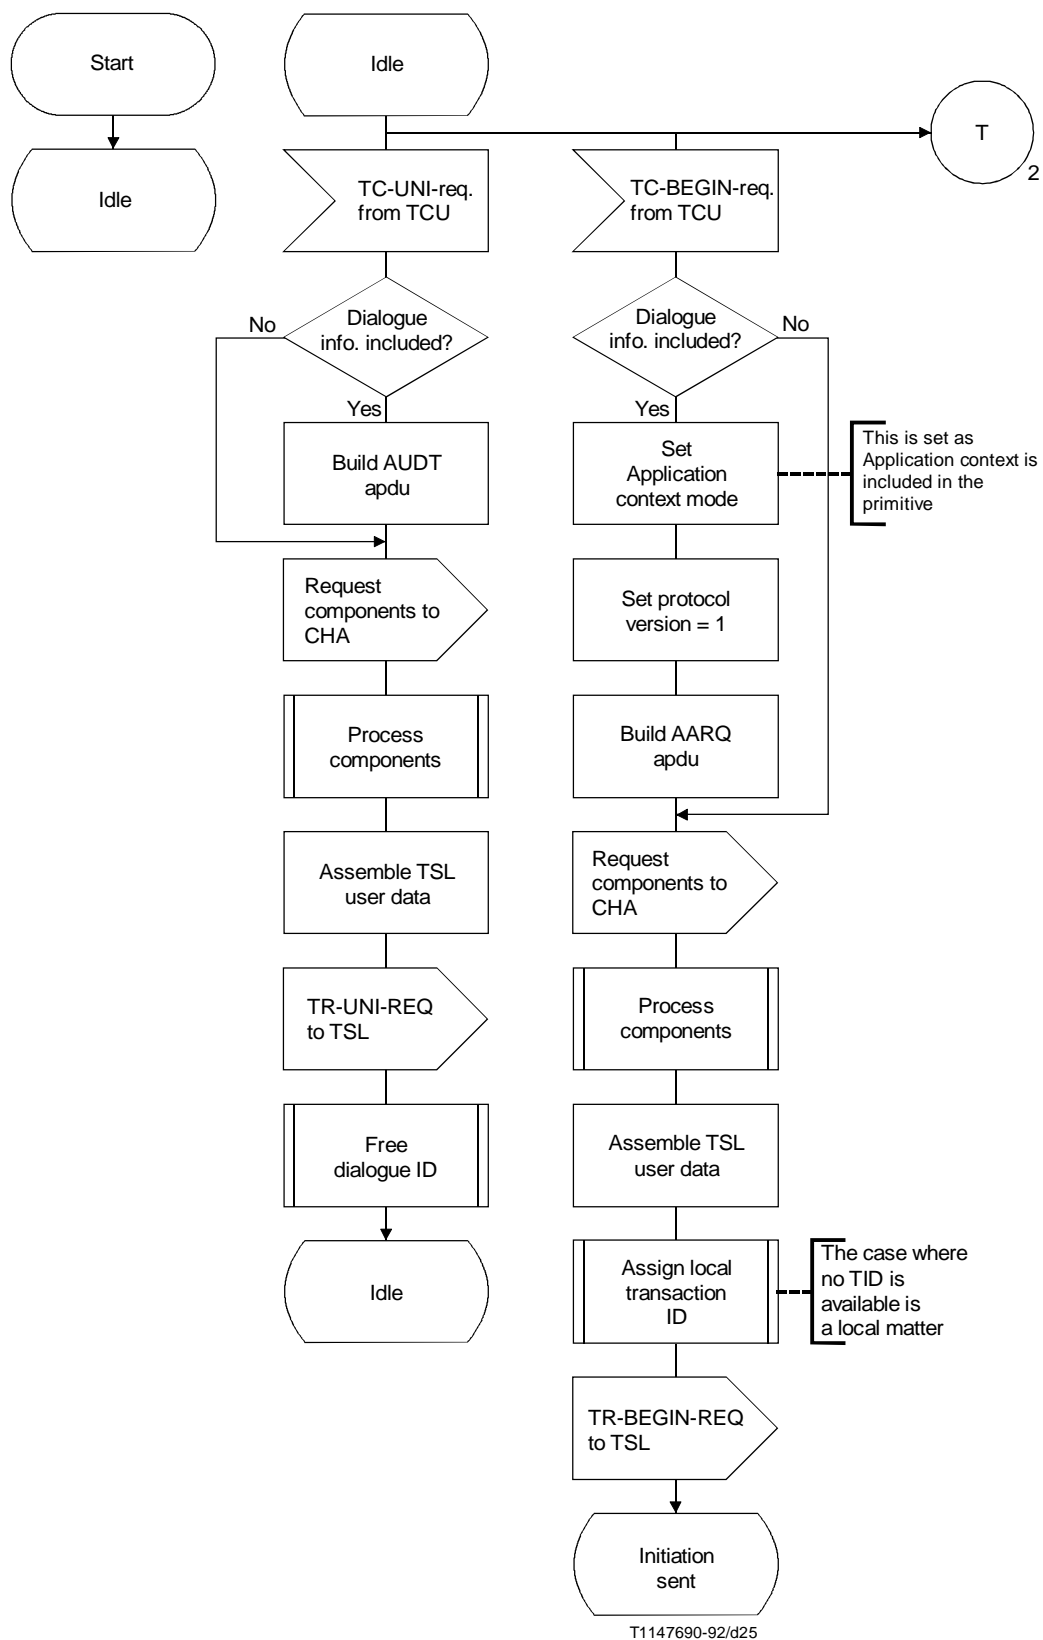 Start
Idle
Idle
T
2
TC-UNI-req.
from TCU
Dialogue
info. included?
No
Yes
Build AUDT
apdu
Request
components to
CHA
Process
components
Assemble TSL
user data
TR-UNI-REQ
to TSL
Free
dialogue ID
Idle
TC-BEGIN-req.
from TCU
Dialogue
info. included?
No
Yes
Set
Application
context mode
This is set as
Application context is
included in the
primitive
Set protocol
version = 1
Build AARQ
apdu
Request
components to
CHA
Process
components
Assemble TSL
user data
Assign local
transaction
ID
The case where
no TID is
available is
a local matter
TR-BEGIN-REQ
to TSL
Initiation
sent
T1147690-92/d25